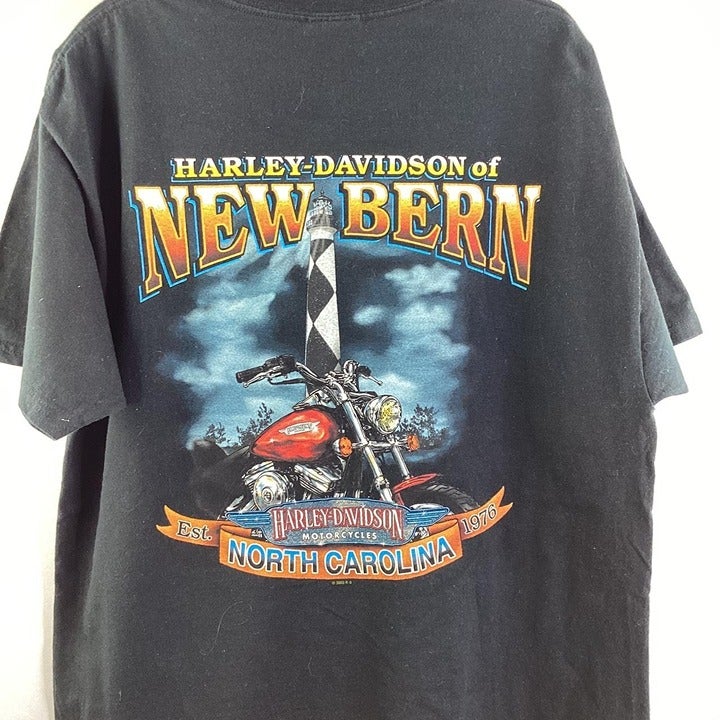 HARLEY-DAVIDSON of
NEW BERN
Est.
HARLEY-DAVIDSON
MOTORCYCLES
1976
NORTH CAROLINA